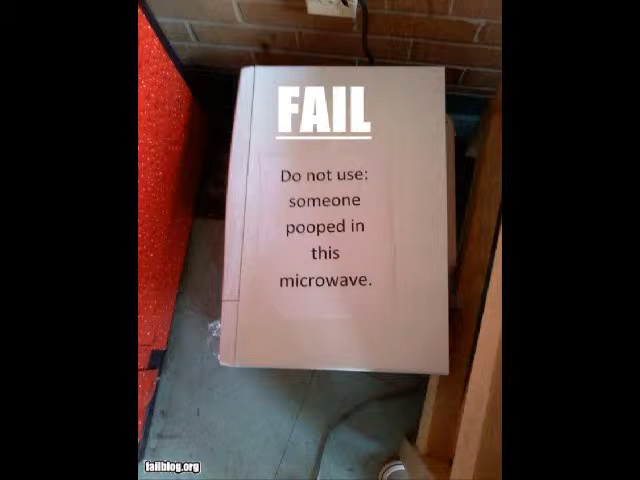 FAIL
Do not use:
someone
pooped in
this
microwave.
failblog.org